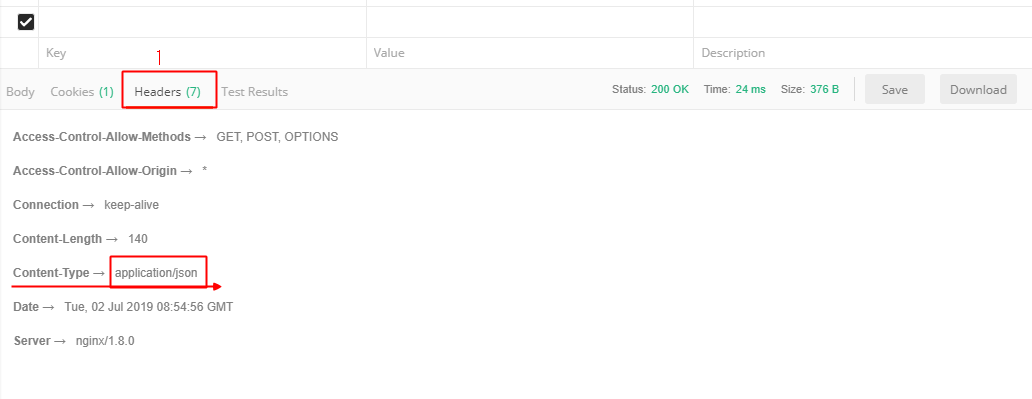 Key Value Description
Body Cookies (1) Headers (7) Test Results Status: 200 OK Time: 24 ms Size: 376 B Save Download
Access-Control-Allow-Methods → GET, POST, OPTIONS
Access-Control-Allow-Origin → *
Connection → keep-alive
Content-Length → 140
Content-Type → application/json
Date → Tue, 02 Jul 2019 08:54:56 GMT
Server → nginx/1.8.0